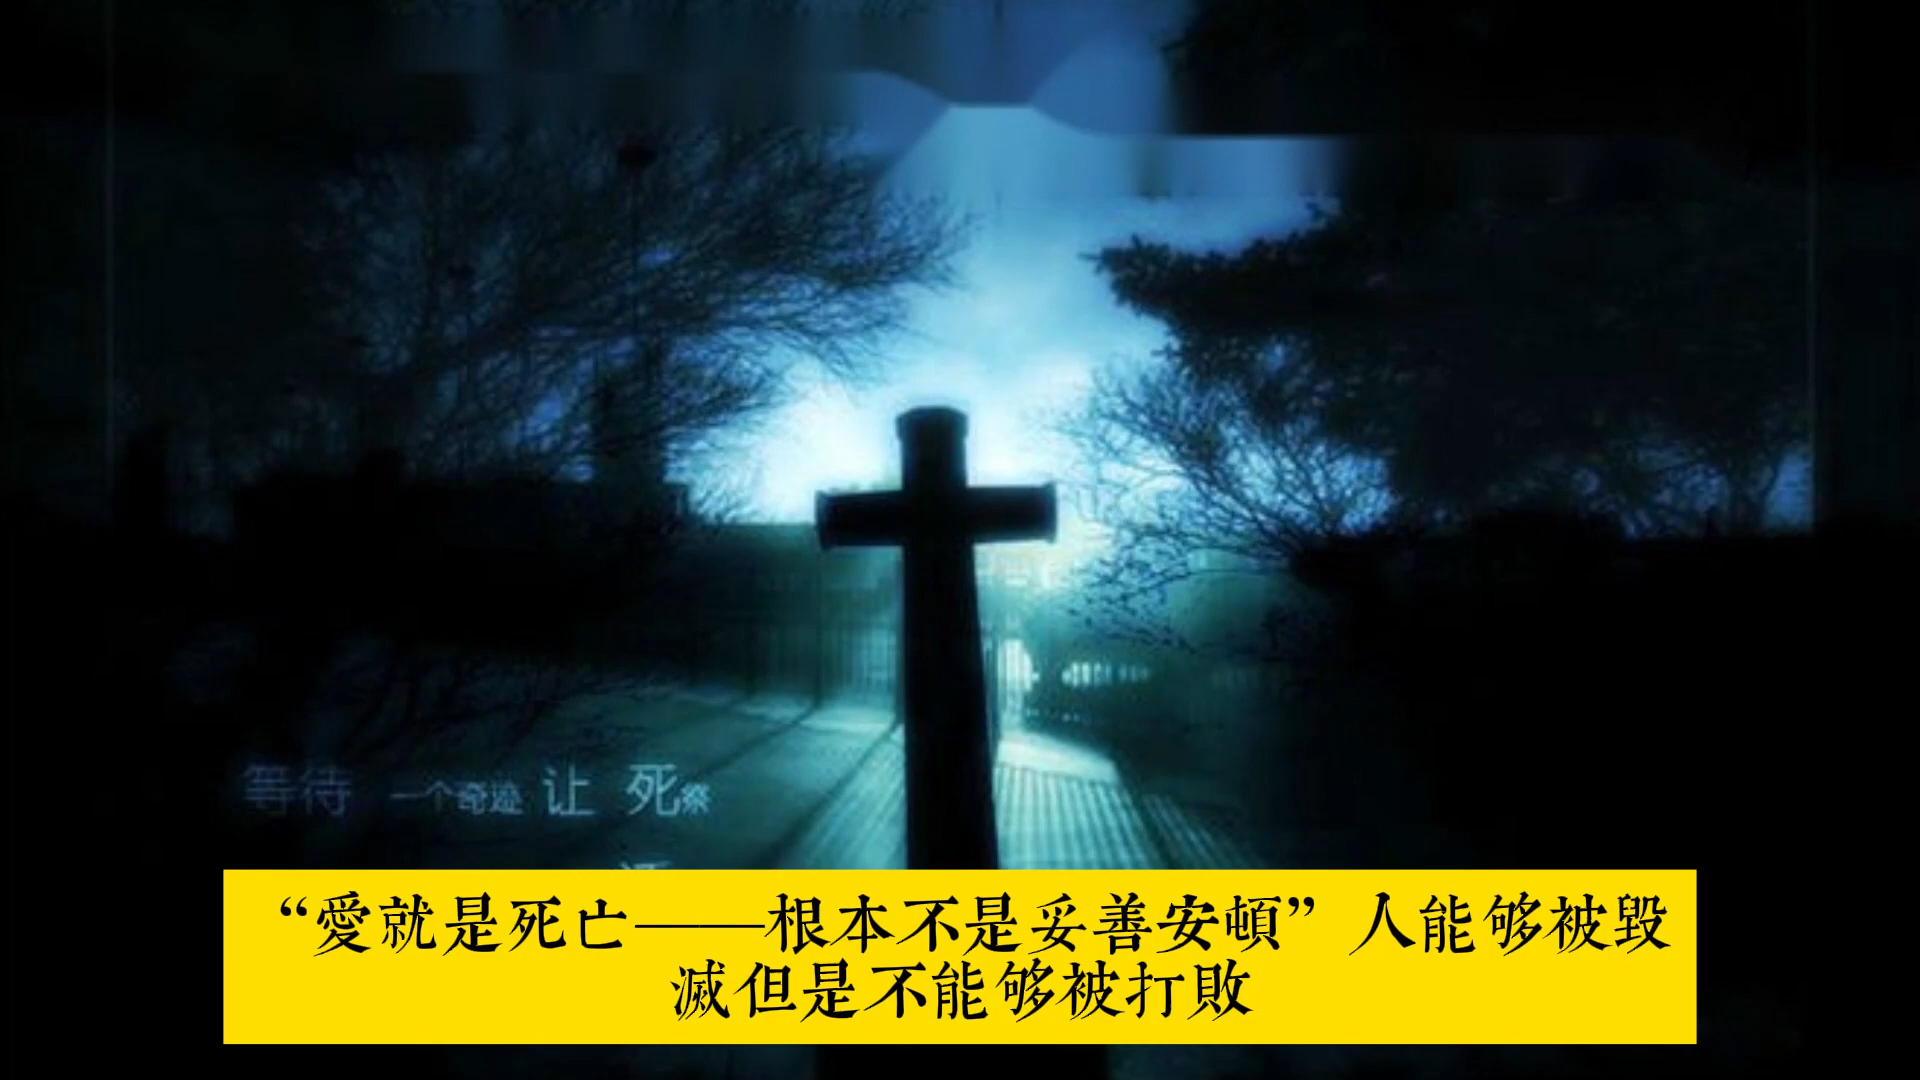 等待 一个奇迹 让 死祭
“愛就是死亡——根本不是妥善安頓”人能够被毀
滅但是不能够被打敗